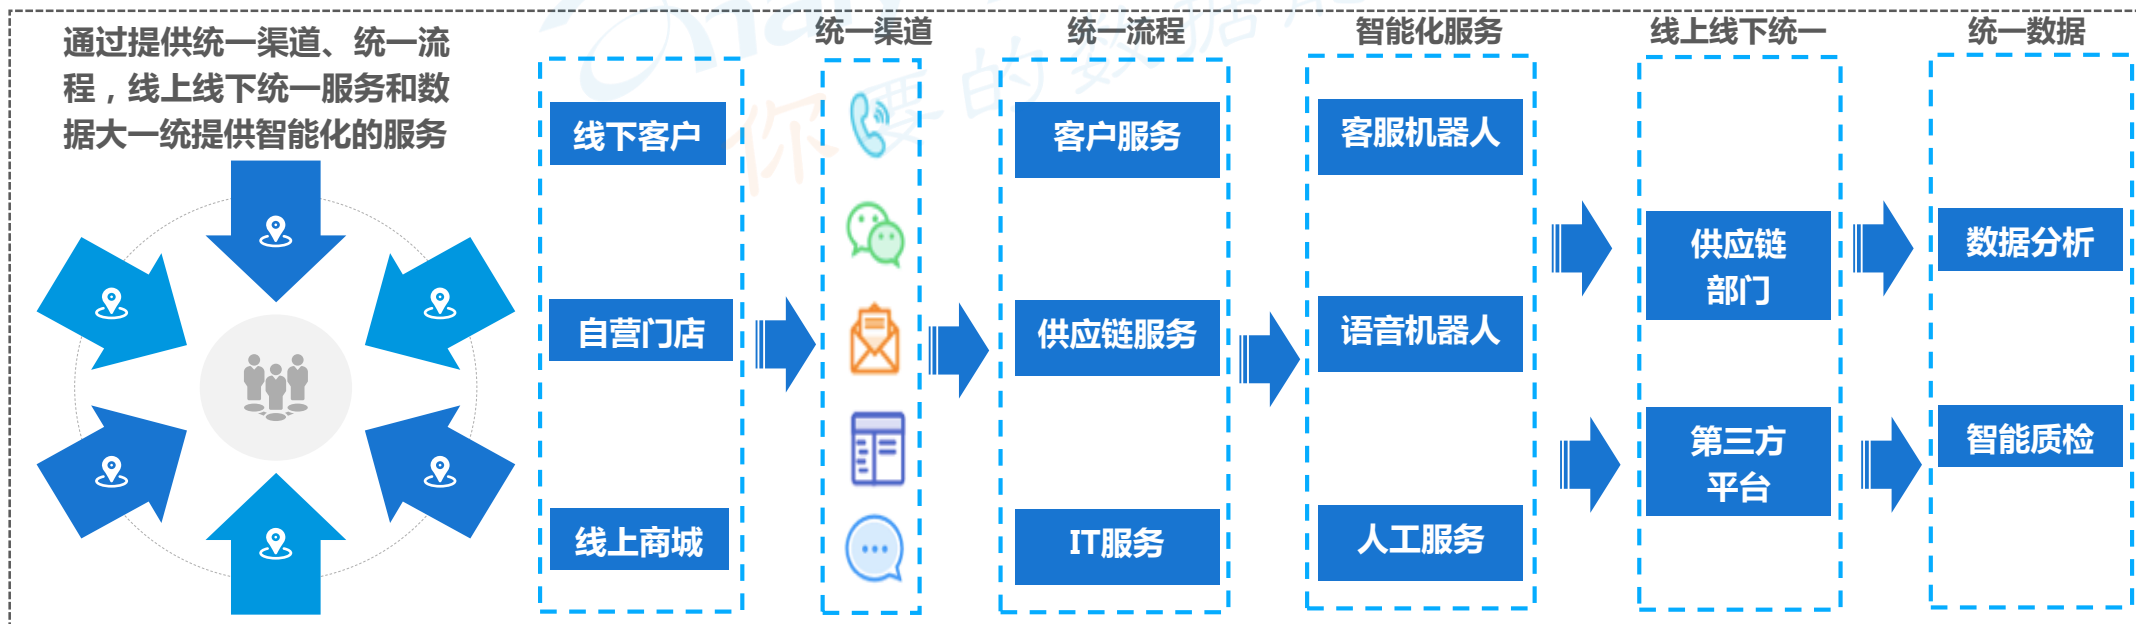 通过提供统一渠道、统一流
程，线上线下统一服务和数
据大一统提供智能化的服务
线下客户
自营门店
线上商城
统一渠道
统一流程
客户服务
供应链服务
IT服务
智能化服务
客服机器人
语音机器人
人工服务
线上线下统一
供应链
部门
第三方
平台
统一数据
数据分析
智能质检
你要的数据